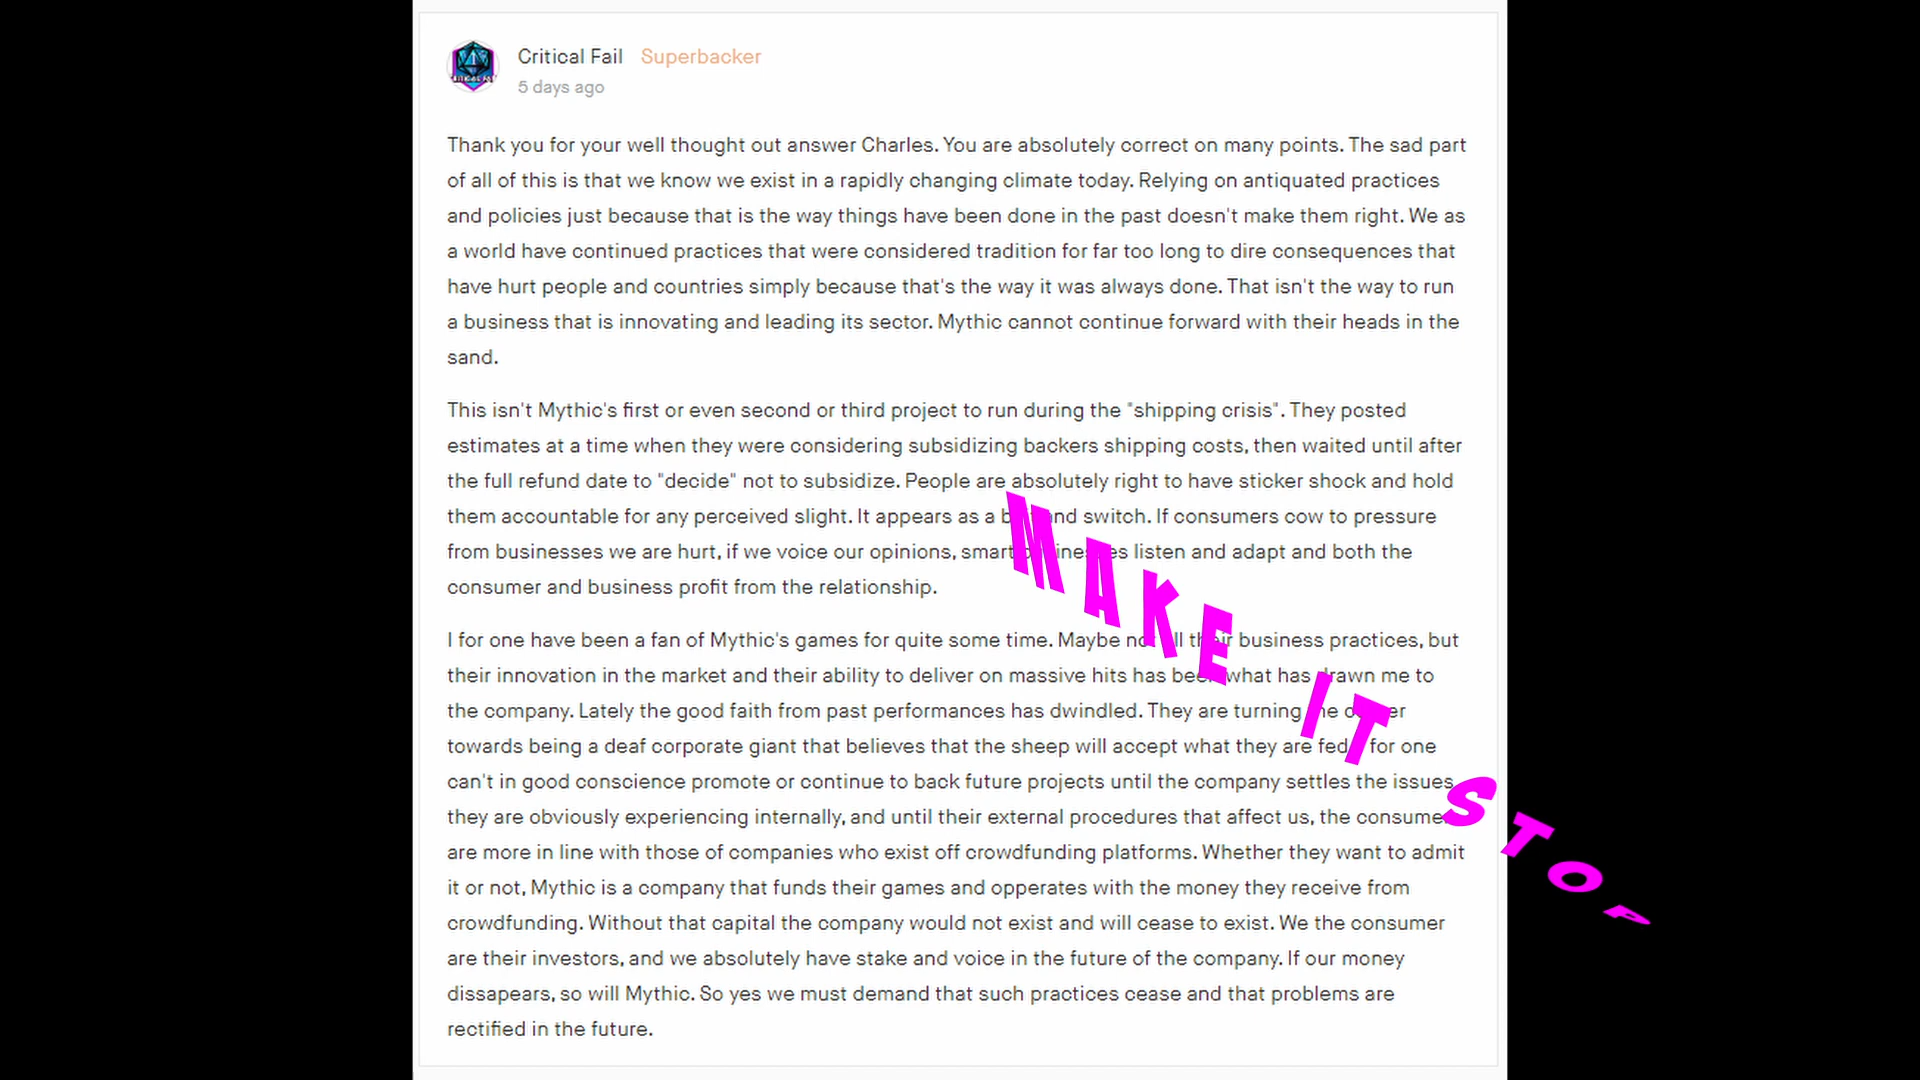 Critical Fail Superbacker
5 days ago
Thank you for your well thought out answer Charles. You are absolutely correct on many points. The sad part
of all of this is that we know we exist in a rapidly changing climate today. Relying on antiquated practices
and policies just because that is the way things have been done in the past doesn't make them right. We as
a world have continued practices that were considered tradition for far too long to dire consequences that
have hurt people and countries simply because that's the way it was always done. That isn't the way to run
a business that is innovating and leading its sector. Mythic cannot continue forward with their heads in the
sand.
This isn't Mythic's first or even second or third project to run during the "shipping crisis". They posted
estimates at a time when they were considering subsidizing backers shipping costs, then waited until after
the full refund date to "decide" not to subsidize. People are absolutely right to have sticker shock and hold
them accountable for any perceived slight. It appears as a and switch. If consumers cow to pressure
from businesses we are hurt, if we voice our opinions, smart listen and adapt and both the
consumer and business profit from the relationship.
I for one have been a fan of Mythic's games for quite some time. Maybe their business practices, but
their innovation in the market and their ability to deliver on massive hits has been what has drawn me to
the company. Lately the good faith from past performances has dwindled. They are turning the
towards being a deaf corporate giant that believes that the sheep will accept what they are fed. for one
can't in good conscience promote or continue to back future projects until the company settles the issues
they are obviously experiencing internally, and until their external procedures that affect us, the
are more in line with those of companies who exist off crowdfunding platforms. Whether they want to admit
it or not, Mythic is a company that funds their games and opperates with the money they receive from
crowdfunding. Without that capital the company would not exist and will cease to exist. We the consumer
are their investors, and we absolutely have stake and voice in the future of the company. If our money
dissapears, so will Mythic. So yes we must demand that such practices cease and that problems are
rectified in the future.
MAKE IT STOP